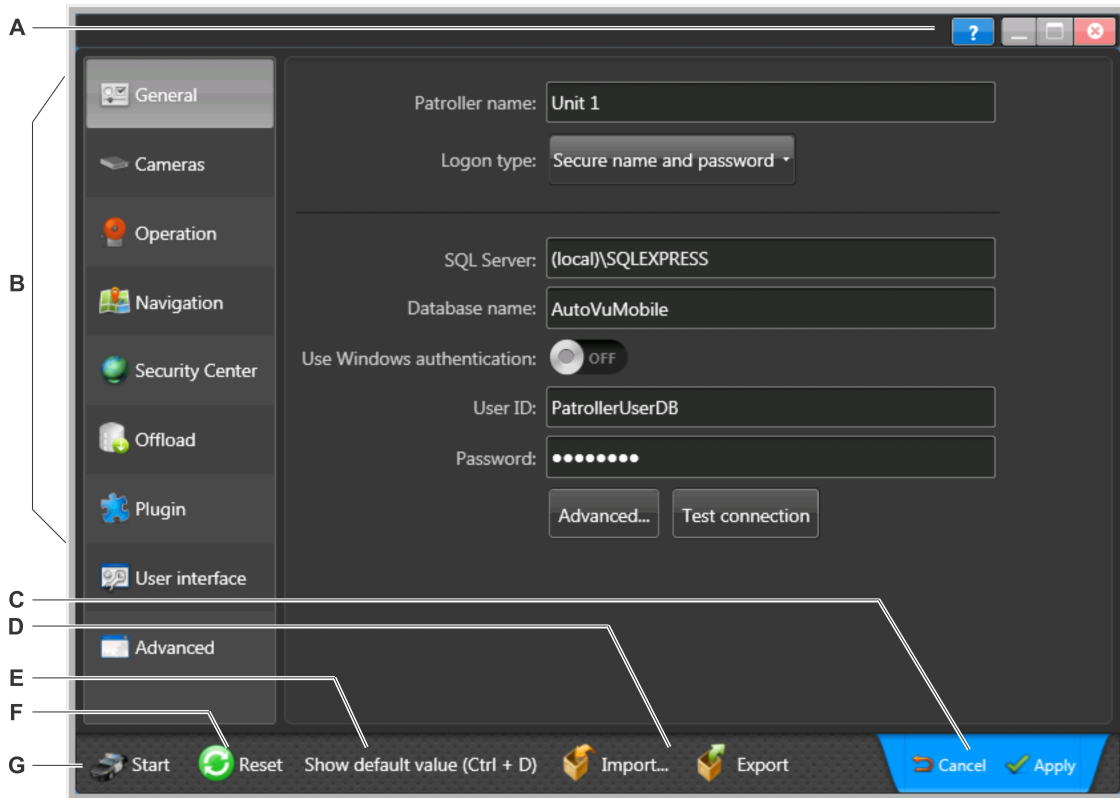 A
?
B
General
Cameras
Operation
Navigation
Security Center
Offload
Plugin
User interface
Advanced
Patroller name: Unit 1
Logon type: Secure name and password
SQL Server: (local)\SQLEXPRESS
Database name: AutoVuMobile
Use Windows authentication: OFF
User ID: PatrollerUserDB
Password: ●●●●●●●●
Advanced... Test connection
C
D
E
F
G
Start Reset Show default value (Ctrl + D) Import... Export Cancel Apply